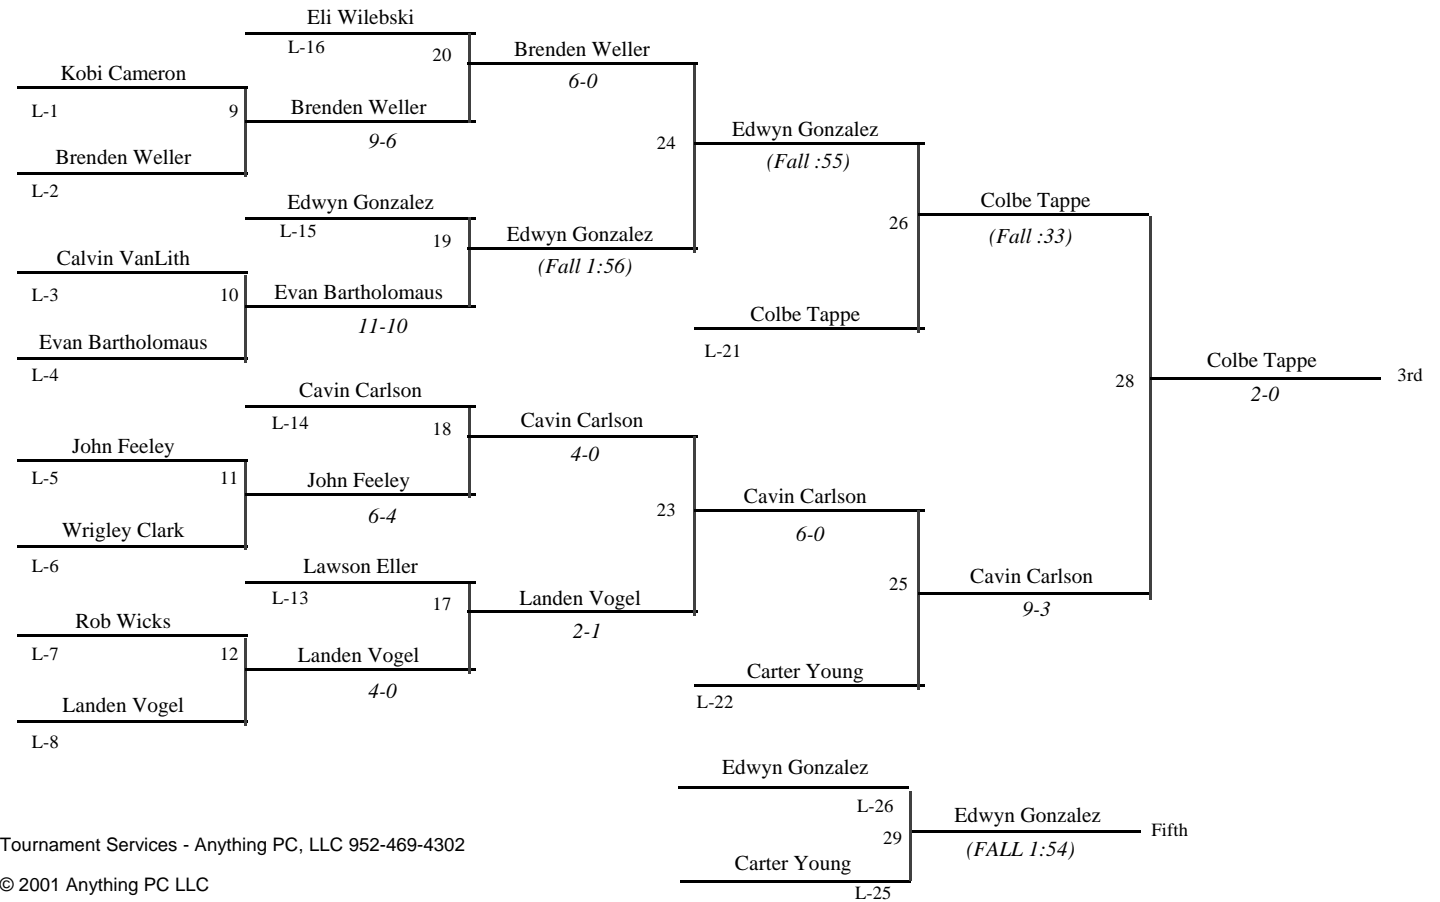 Eli Wilebski
L-16
20
Brenden Weller
6-0
Kobi Cameron
L-1
9
Brenden Weller
9-6
Brenden Weller
L-2
24
Edwyn Gonzalez
(Fall :55)
Edwyn Gonzalez
L-15
19
Edwyn Gonzalez
(Fall 1:56)
26
Colbe Tappe
(Fall :33)
Calvin VanLith
L-3
10
Evan Bartholomaus
11-10
Evan Bartholomaus
L-4
Colbe Tappe
L-21
28
Colbe Tappe
2-0
3rd
Cavin Carlson
L-14
18
Cavin Carlson
4-0
John Feeley
L-5
11
John Feeley
6-4
Wrigley Clark
L-6
23
Cavin Carlson
6-0
Lawson Eller
L-13
17
Landen Vogel
2-1
25
Cavin Carlson
9-3
Rob Wicks
L-7
12
Landen Vogel
4-0
Landen Vogel
L-8
Carter Young
L-22
Edwyn Gonzalez
L-26
29
Edwyn Gonzalez
(FALL 1:54)
Fifth
Carter Young
L-25
Tournament Services - Anything PC, LLC 952-469-4302
© 2001 Anything PC LLC